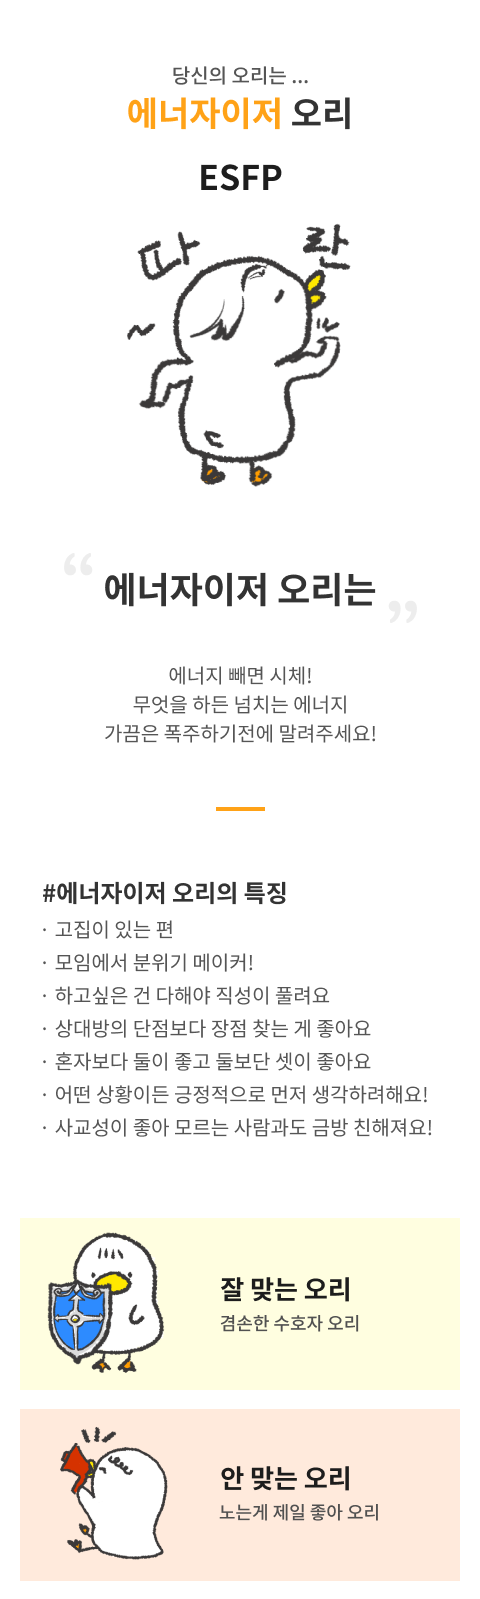 당신의 오리는 ...
에너자이저 오리
ESFP
따 란
~
“에너자이저 오리는”
에너지 빼면 시체!
무엇을 하든 넘치는 에너지
가끔은 폭주하기전에 말려주세요!
#에너자이저 오리의 특징
· 고집이 있는 편
· 모임에서 분위기 메이커!
· 하고싶은 건 다해야 직성이 풀려요
· 상대방의 단점보다 장점 찾는 게 좋아요
· 혼자보다 둘이 좋고 둘보단 셋이 좋아요
· 어떤 상황이든 긍정적으로 먼저 생각하려해요!
· 사교성이 좋아 모르는 사람과도 금방 친해져요!
잘 맞는 오리
겸손한 수호자 오리
안 맞는 오리
노는게 제일 좋아 오리